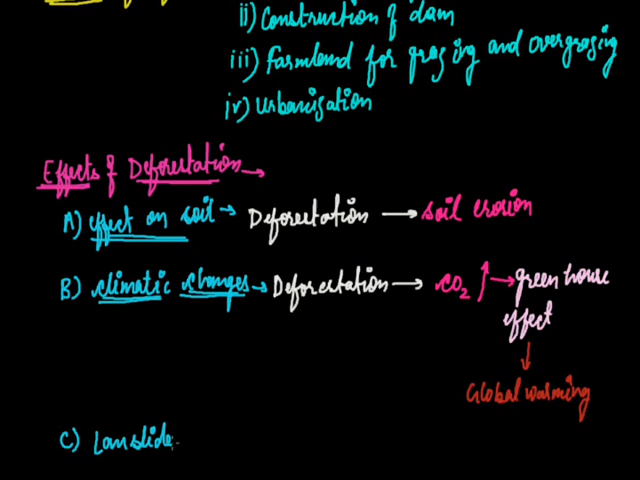 ii) Construction of dam
iii) Farmland for grazing and overgrazing
iv) Urbanisation
Effects of Deforestation →
A) effect on soil → Deforestation → soil erosion
B) climatic changes → Deforestation → CO2 ↑ → green house
effect
↓
Global warming
C) Lanslide